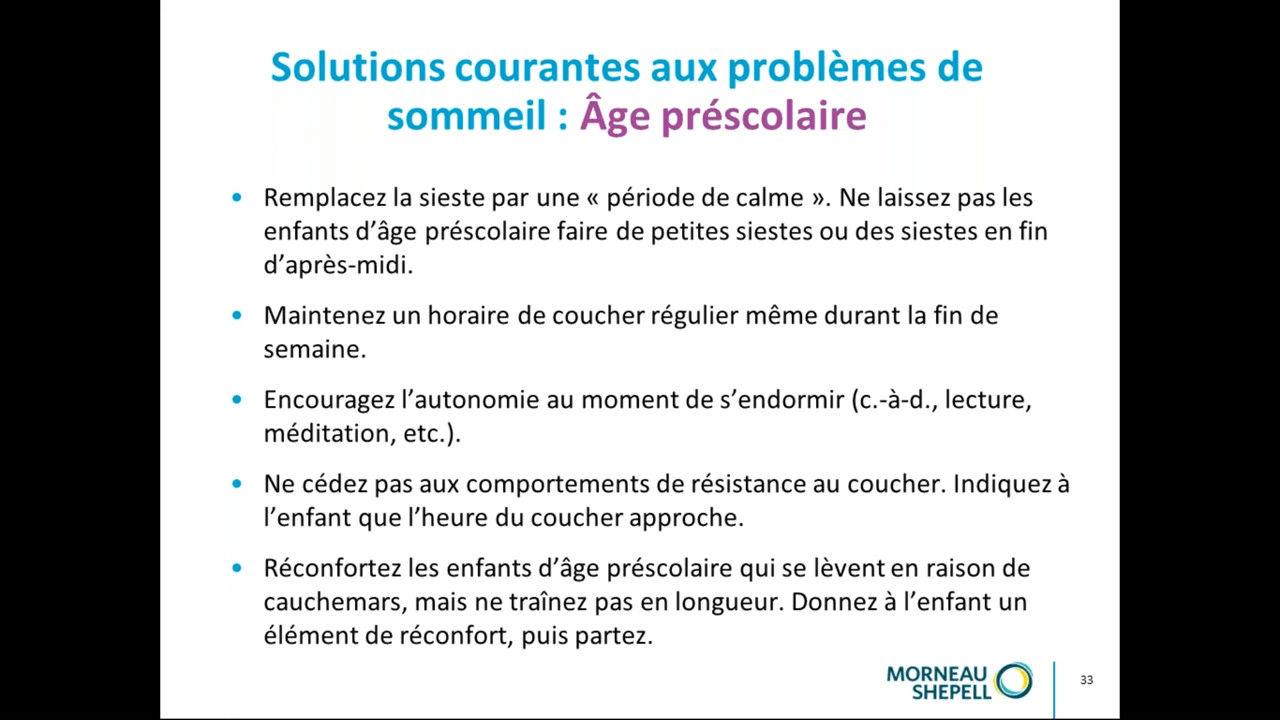 Solutions courantes aux problèmes de
sommeil : Âge préscolaire
• Remplacez la sieste par une « période de calme ». Ne laissez pas les
enfants d’âge préscolaire faire de petites siestes ou des siestes en fin
d’après-midi.
• Maintenez un horaire de coucher régulier même durant la fin de
semaine.
• Encouragez l’autonomie au moment de s’endormir (c.-à-d., lecture,
méditation, etc.).
• Ne cédez pas aux comportements de résistance au coucher. Indiquez à
l’enfant que l’heure du coucher approche.
• Réconfortez les enfants d’âge préscolaire qui se lèvent en raison de
cauchemars, mais ne traînez pas en longueur. Donnez à l’enfant un
élément de réconfort, puis partez.
MORNEAU
SHEPELL
33